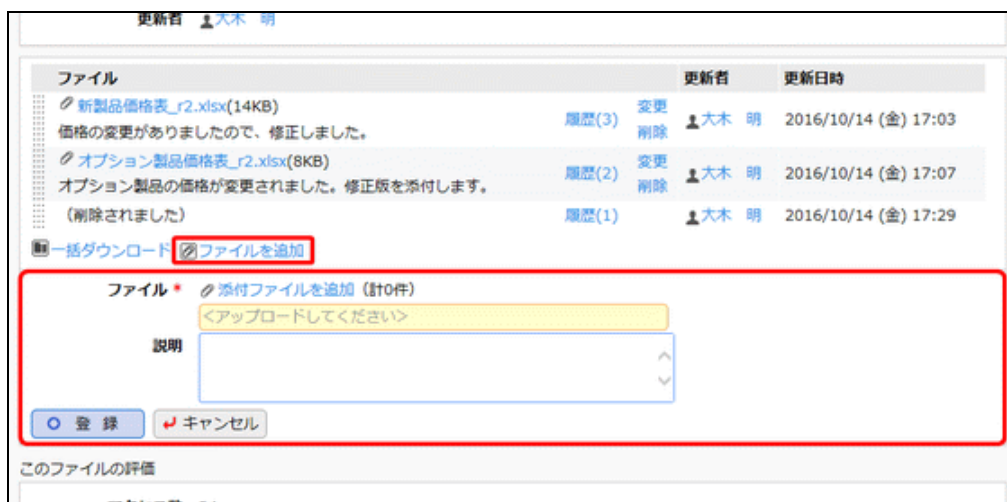 更新者 大木 明
ファイル 更新者 更新日時
新製品価格表_r2.xlsx(14KB)
価格の変更がありましたので、修正しました。
履歴(3) 変更 削除 大木 明 2016/10/14 (金) 17:03
オプション製品価格表_r2.xlsx(8KB)
オプション製品の価格が変更されました。修正版を添付します。
履歴(2) 変更 削除 大木 明 2016/10/14 (金) 17:07
(削除されました) 履歴(1) 大木 明 2016/10/14 (金) 17:29
一括ダウンロード ファイルを追加
ファイル * 添付ファイルを追加 (計0件)
<アップロードしてください>
説明
登 録 キャンセル
このファイルの評価